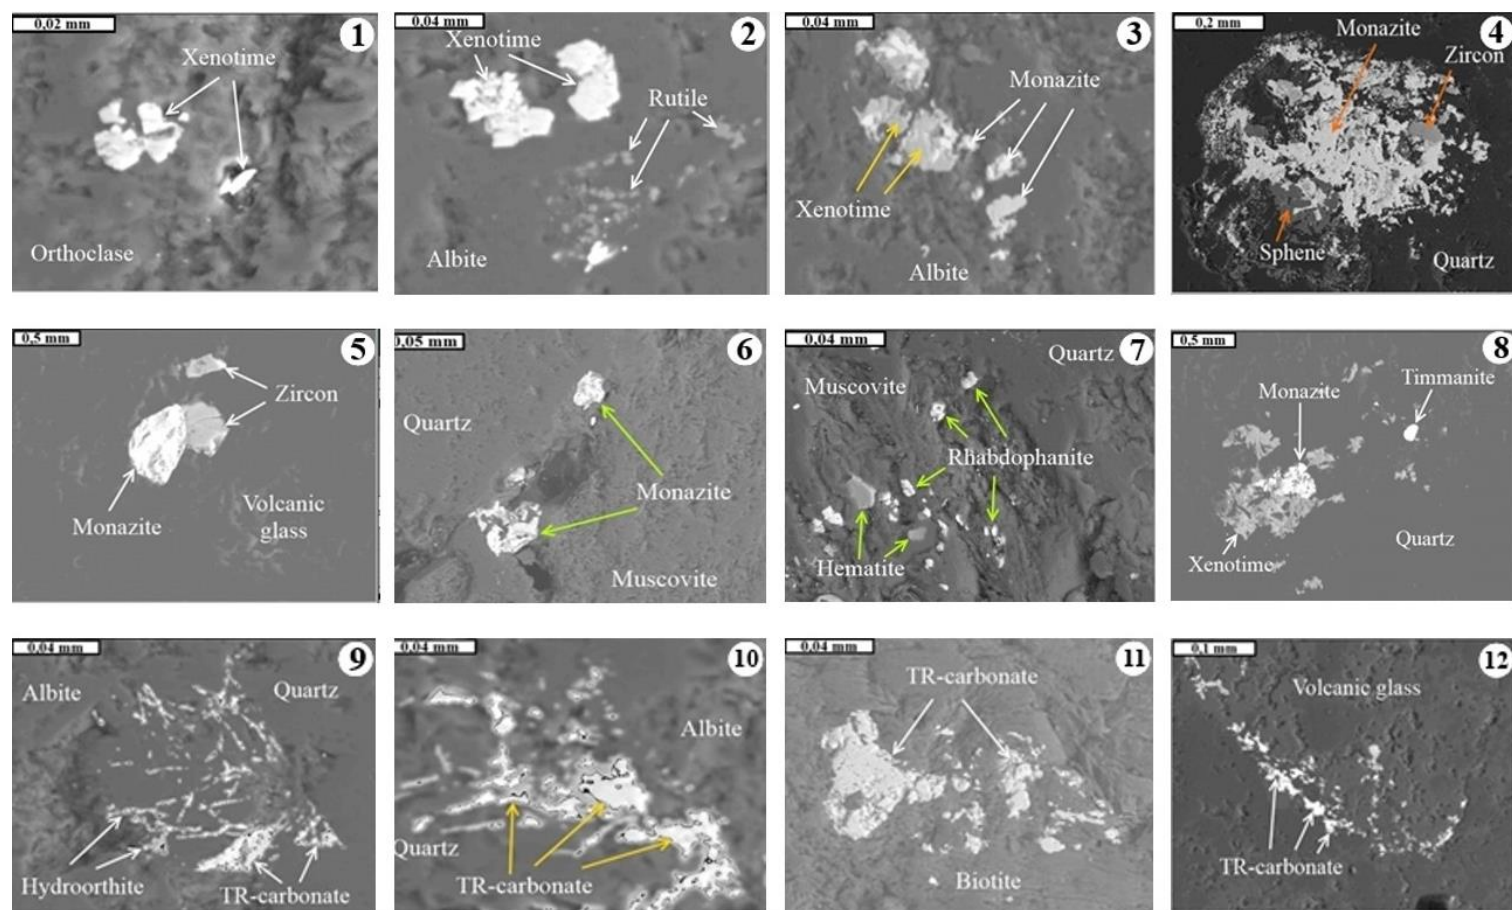 0,02 mm
1
Xenotime
Orthoclase
0,04 mm
2
Xenotime
Rutile
Albite
0,04 mm
3
Monazite
Xenotime
Albite
0,2 mm
4
Monazite
Zircon
Sphene
Quartz
0,5 mm
5
Zircon
Monazite
Volcanic
glass
0,05 mm
6
Quartz
Monazite
Muscovite
0,04 mm
7
Quartz
Muscovite
Rhabdophanite
Hematite
0,5 mm
8
Monazite
Timmanite
Quartz
Xenotime
0,04 mm
9
Albite
Quartz
Hydroorthite
TR-carbonate
0,04 mm
10
Albite
Quartz
TR-carbonate
0,04 mm
11
TR-carbonate
Biotite
0,1 mm
12
Volcanic glass
TR-carbonate